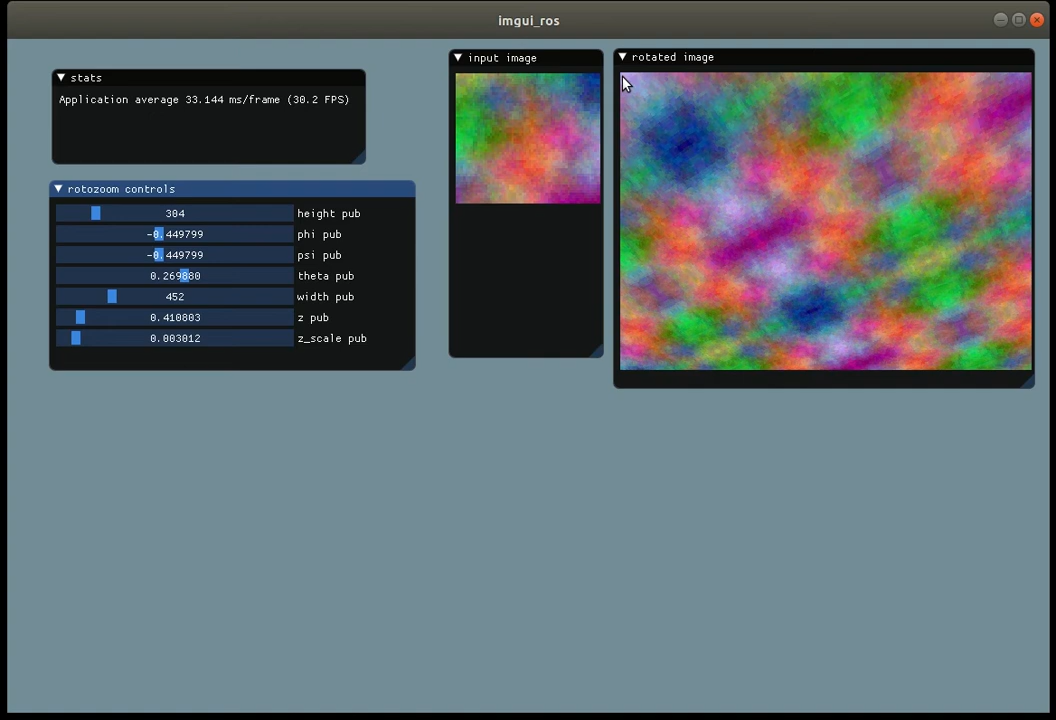 imgui_ros
stats
Application average 33.144 ms/frame (30.2 FPS)
rotozoom controls
304 height pub
-0.449799 phi pub
-0.449799 psi pub
0.269880 theta pub
452 width pub
0.410803 z pub
0.003012 z_scale pub
input image
rotated image